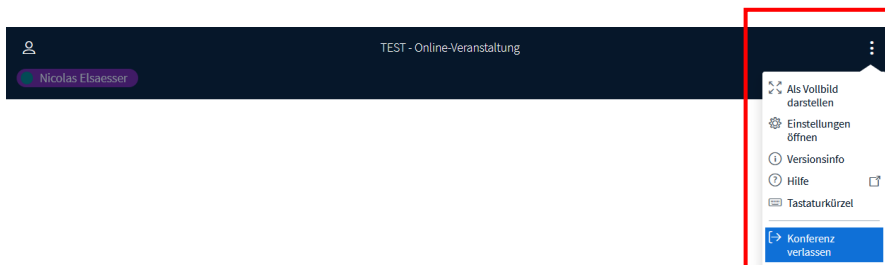 TEST - Online-Veranstaltung
Nicolas Elsaesser
Als Vollbild
darstellen
Einstellungen
öffnen
Versionsinfo
Hilfe
Tastaturkürzel
Konferenz
verlassen